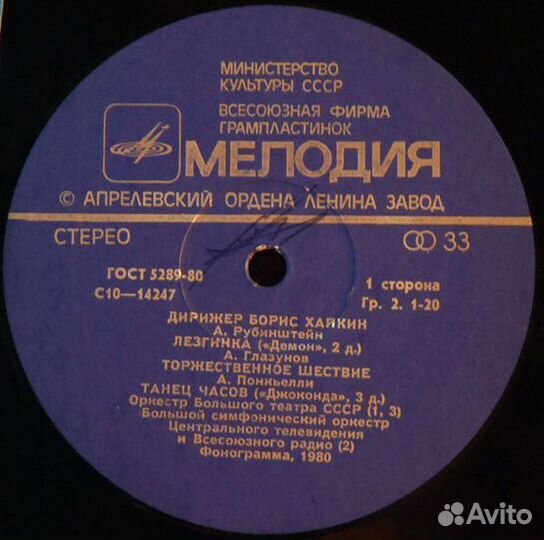 МИНИСТЕРСТВО
КУЛЬТУРЫ СССР
ВСЕСОЮЗНАЯ ФИРМА
ГРАМПЛАСТИНОК
МЕЛОДИЯ
© АПРЕЛЕВСКИЙ ОРДЕНА ЛЕНИНА ЗАВОД
СТЕРЕО
33
ГОСТ 5289-80
С10—14247
1 сторона
Гр. 2. 1-20
ДИРИЖЕР БОРИС ХАЙКИН
А. Рубинштейн
ЛЕЗГИНКА («Демон», 2 д.)
А. Глазунов
ТОРЖЕСТВЕННОЕ ШЕСТВИЕ
А. Понкьелли
ТАНЕЦ ЧАСОВ («Джоконда», 3 д.)
Оркестр Большого театра СССР (1, 3)
Большой симфонический оркестр
Центрального телевидения
и Всесоюзного радио (2)
Фонограмма, 1980
Avito